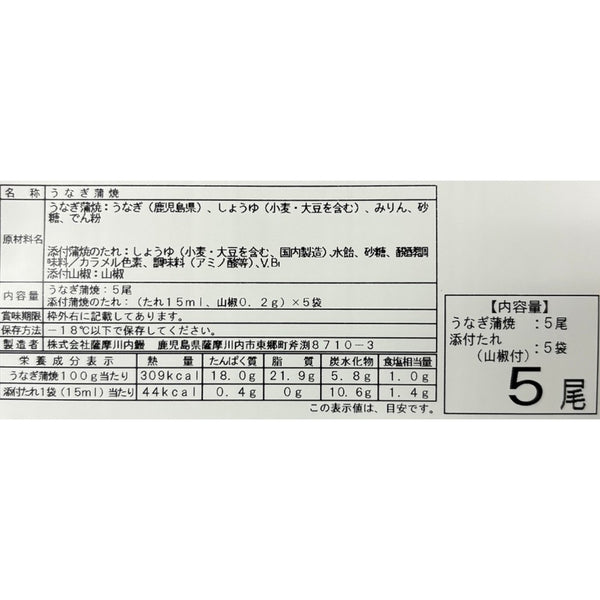 名 称 うなぎ蒲焼
原材料名 うなぎ蒲焼：うなぎ（鹿児島県）、しょうゆ（小麦・大豆を含む）、みりん、砂
糖、でん粉
添付蒲焼のたれ：しょうゆ（小麦・大豆を含む、国内製造）、水飴、砂糖、醗酵調
味料／カラメル色素、調味料（アミノ酸等）、V.B₁
添付山椒：山椒
内容量 うなぎ蒲焼：5尾
添付蒲焼のたれ：（たれ15ml、山椒0.2g）×5袋
賞味期限 枠外右に記載してあります。
保存方法 －18℃以下で保存してください。
製造者 株式会社薩摩川内鰻 鹿児島県薩摩川内市東郷町斧渕8710－3
栄養成分表示 熱量 たんぱく質 脂質 炭水化物 食塩相当量
うなぎ蒲焼100g当たり 309kcal 18.0g 21.9g 5.8g 1.0g
添付たれ1袋（15ml）当たり 44kcal 0.4g 0g 10.6g 1.4g
この表示値は、目安です。
【内容量】
うなぎ蒲焼 ：5尾
添付たれ
（山椒付） ：5袋
5尾